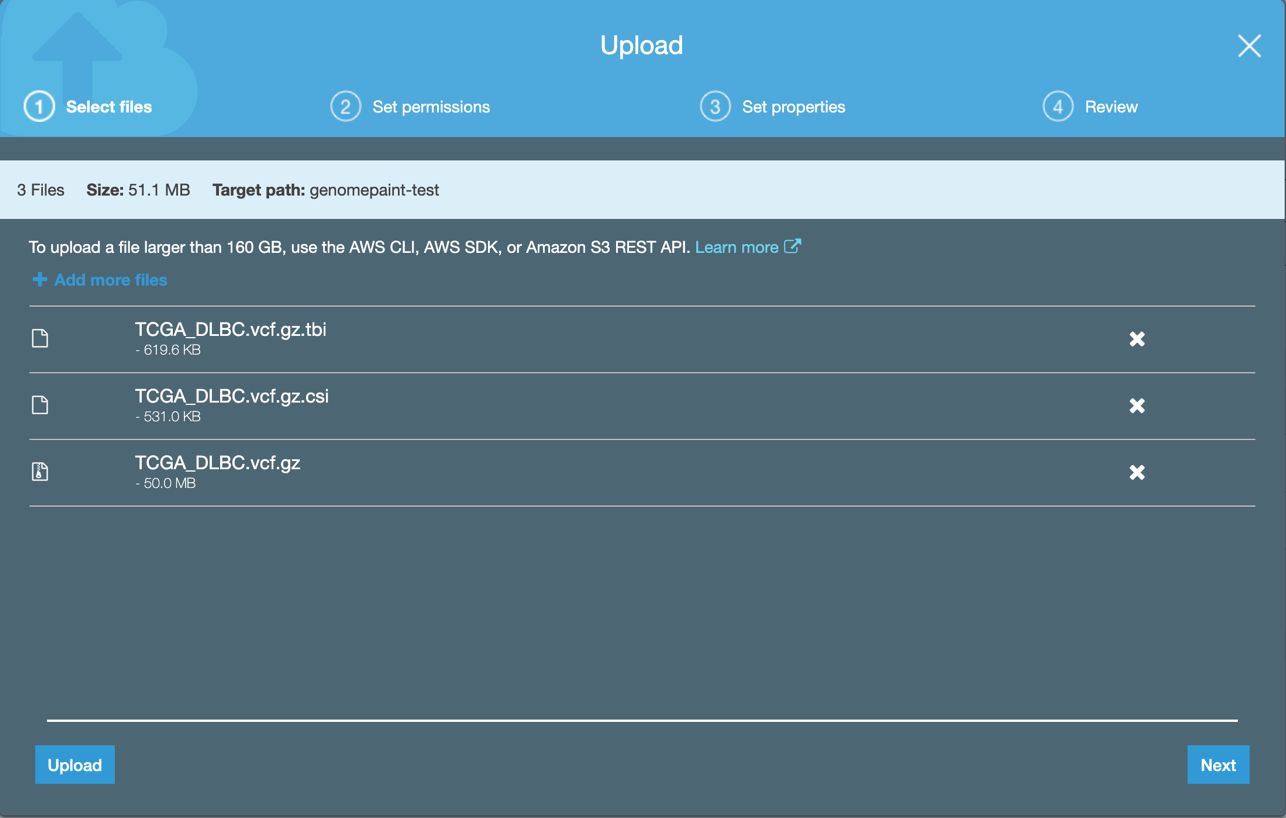 Upload
1 Select files 2 Set permissions 3 Set properties 4 Review
3 Files Size: 51.1 MB Target path: genomepaint-test
To upload a file larger than 160 GB, use the AWS CLI, AWS SDK, or Amazon S3 REST API. Learn more
Add more files
TCGA_DLBC.vcf.gz.tbi
- 619.6 KB
TCGA_DLBC.vcf.gz.csi
- 531.0 KB
TCGA_DLBC.vcf.gz
- 50.0 MB
Upload Next